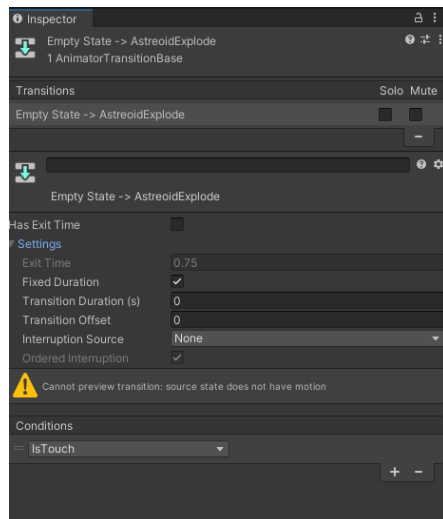 Inspector
Empty State -> AstreoidExplode
1 AnimatorTransitionBase
Transitions Solo Mute
Empty State -> AstreoidExplode
Empty State -> AstreoidExplode
Has Exit Time
Settings
Exit Time 0.75
Fixed Duration
Transition Duration (s) 0
Transition Offset 0
Interruption Source None
Ordered Interruption
Cannot preview transition: source state does not have motion
Conditions
IsTouch